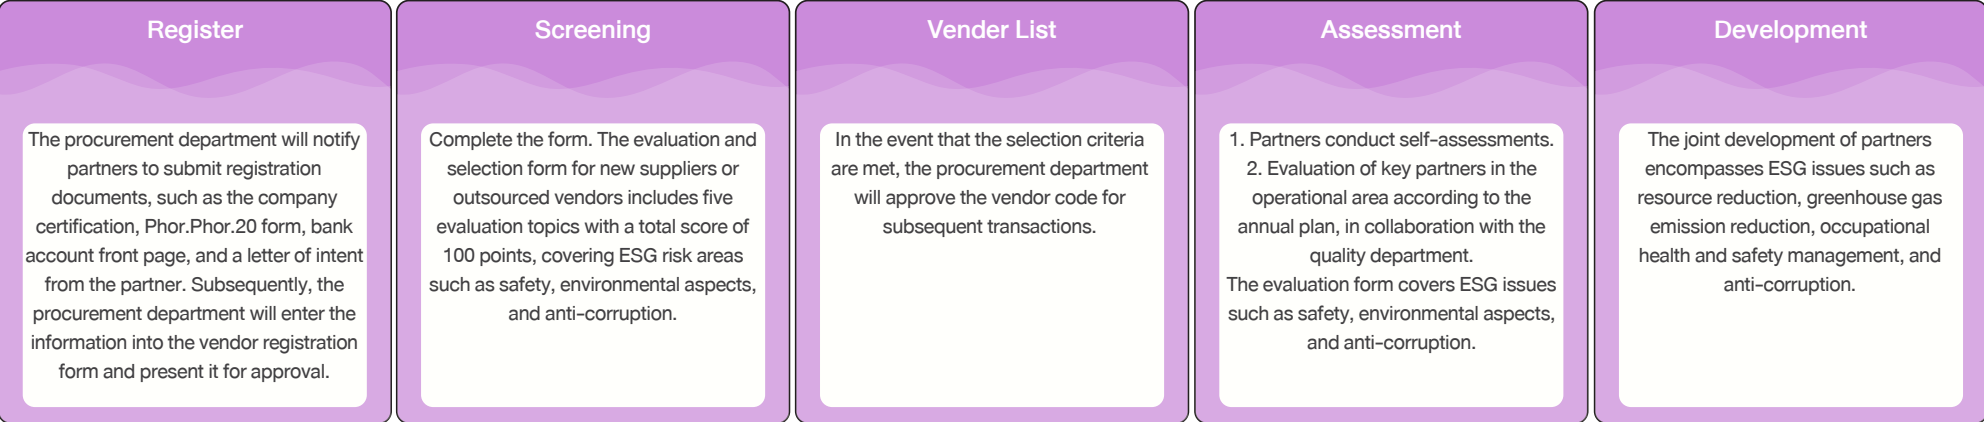 Register
The procurement department will notify
partners to submit registration
documents, such as the company
certification, Phor.Phor.20 form, bank
account front page, and a letter of intent
from the partner. Subsequently, the
procurement department will enter the
information into the vendor registration
form and present it for approval.
Screening
Complete the form. The evaluation and
selection form for new suppliers or
outsourced vendors includes five
evaluation topics with a total score of
100 points, covering ESG risk areas
such as safety, environmental aspects,
and anti-corruption.
Vender List
In the event that the selection criteria
are met, the procurement department
will approve the vendor code for
subsequent transactions.
Assessment
1. Partners conduct self-assessments.
2. Evaluation of key partners in the
operational area according to the
annual plan, in collaboration with the
quality department.
The evaluation form covers ESG issues
such as safety, environmental aspects,
and anti-corruption.
Development
The joint development of partners
encompasses ESG issues such as
resource reduction, greenhouse gas
emission reduction, occupational
health and safety management, and
anti-corruption.